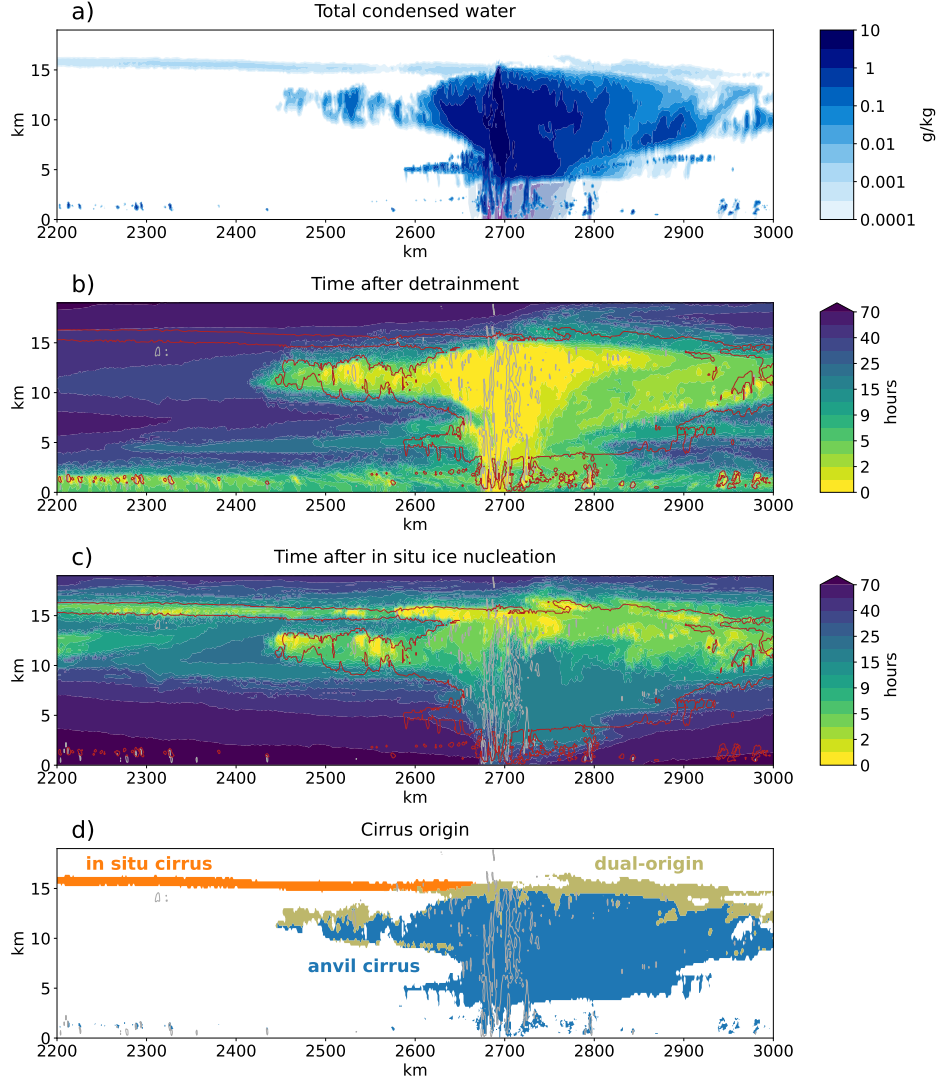 a)
Total condensed water
km
15
10
5
0
2200 2300 2400 2500 2600 2700 2800 2900 3000
km
10
1
0.1
0.01
0.001
0.0001
g/kg
b)
Time after detrainment
km
15
10
5
0
2200 2300 2400 2500 2600 2700 2800 2900 3000
km
70
40
25
15
9
5
2
0
hours
c)
Time after in situ ice nucleation
km
15
10
5
0
2200 2300 2400 2500 2600 2700 2800 2900 3000
km
70
40
25
15
9
5
2
0
hours
d)
Cirrus origin
in situ cirrus
dual-origin
anvil cirrus
km
15
10
5
0
2200 2300 2400 2500 2600 2700 2800 2900 3000
km